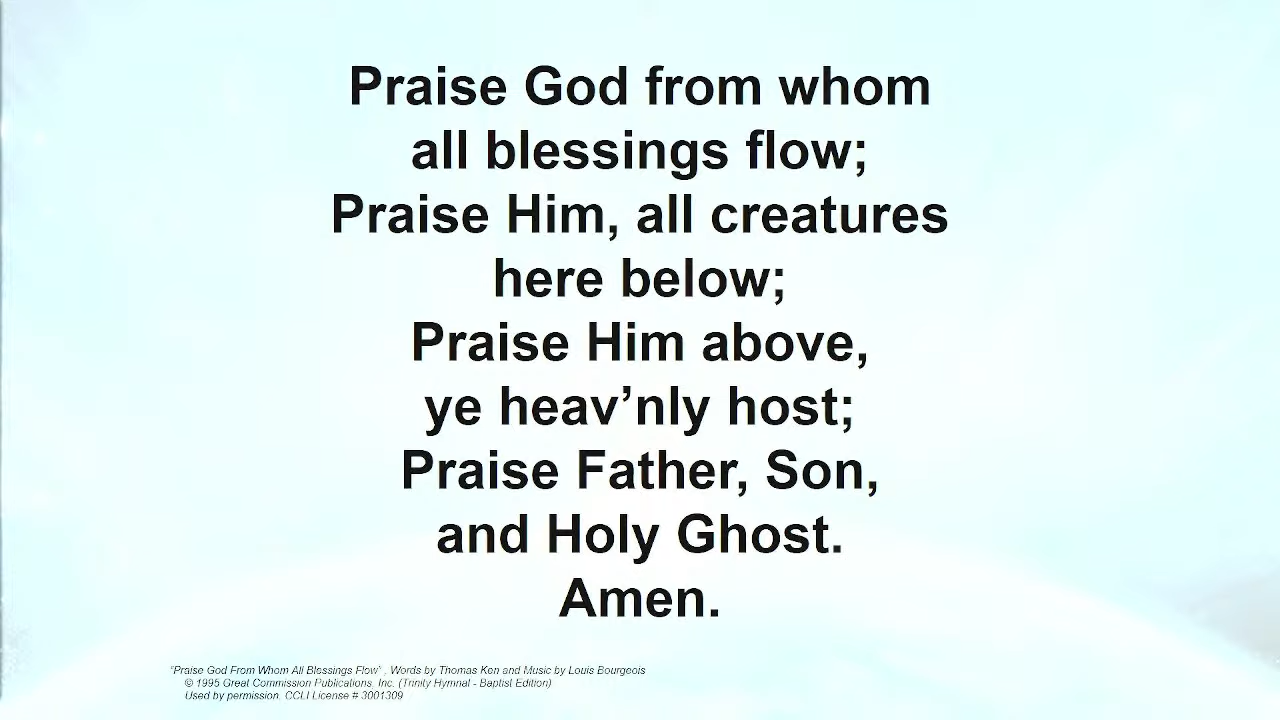 Praise God from whom
all blessings flow;
Praise Him, all creatures
here below;
Praise Him above,
ye heav’nly host;
Praise Father, Son,
and Holy Ghost.
Amen.
“Praise God From Whom All Blessings Flow” , Words by Thomas Ken and Music by Louis Bourgeois
© 1995 Great Commission Publications, Inc. (Trinity Hymnal - Baptist Edition)
Used by permission. CCLI License # 3001309